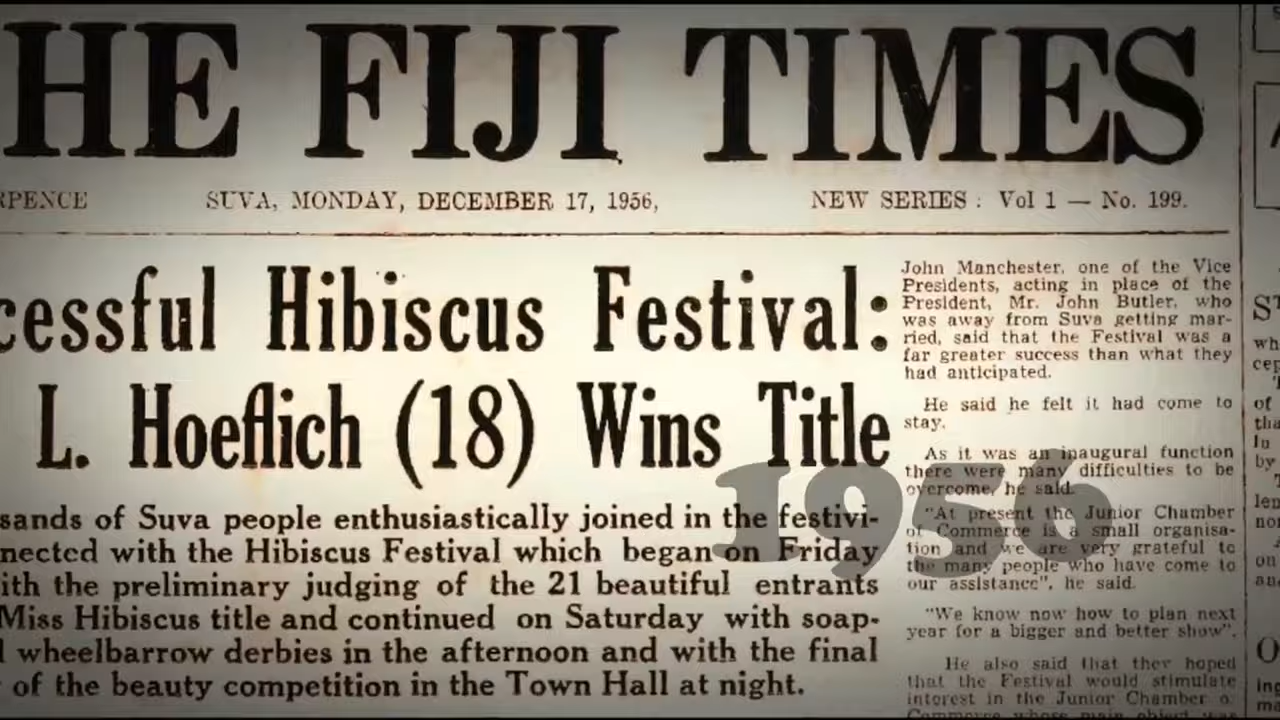 HE FIJI TIMES
RPENCE SUVA, MONDAY, DECEMBER 17, 1956, NEW SERIES : Vol 1 — No. 199.
cessful Hibiscus Festival:
L. Hoeflich (18) Wins Title
sands of Suva people enthusiastically joined in the festivi-
nected with the Hibiscus Festival which began on Friday
ith the preliminary judging of the 21 beautiful entrants
Miss Hibiscus title and continued on Saturday with soap-
l wheelbarrow derbies in the afternoon and with the final
of the beauty competition in the Town Hall at night.
John Manchester, one of the Vice
Presidents, acting in place of the
President, Mr. John Butler, who
was away from Suva getting mar-
ried, said that the Festival was a
far greater success than what they
had anticipated.
He said he felt it had come to
stay.
As it was an inaugural function
there were many difficulties to be
overcome, he said.
"At present the Junior Chamber
of Commerce is a small organisa-
tion and we are very grateful to
the many people who have come to
our assistance", he said.
"We know now how to plan next
year for a bigger and better show".
He also said that they hoped
that the Festival would stimulate
interest in the Junior Chamber o
Commerce whose main object was
1956